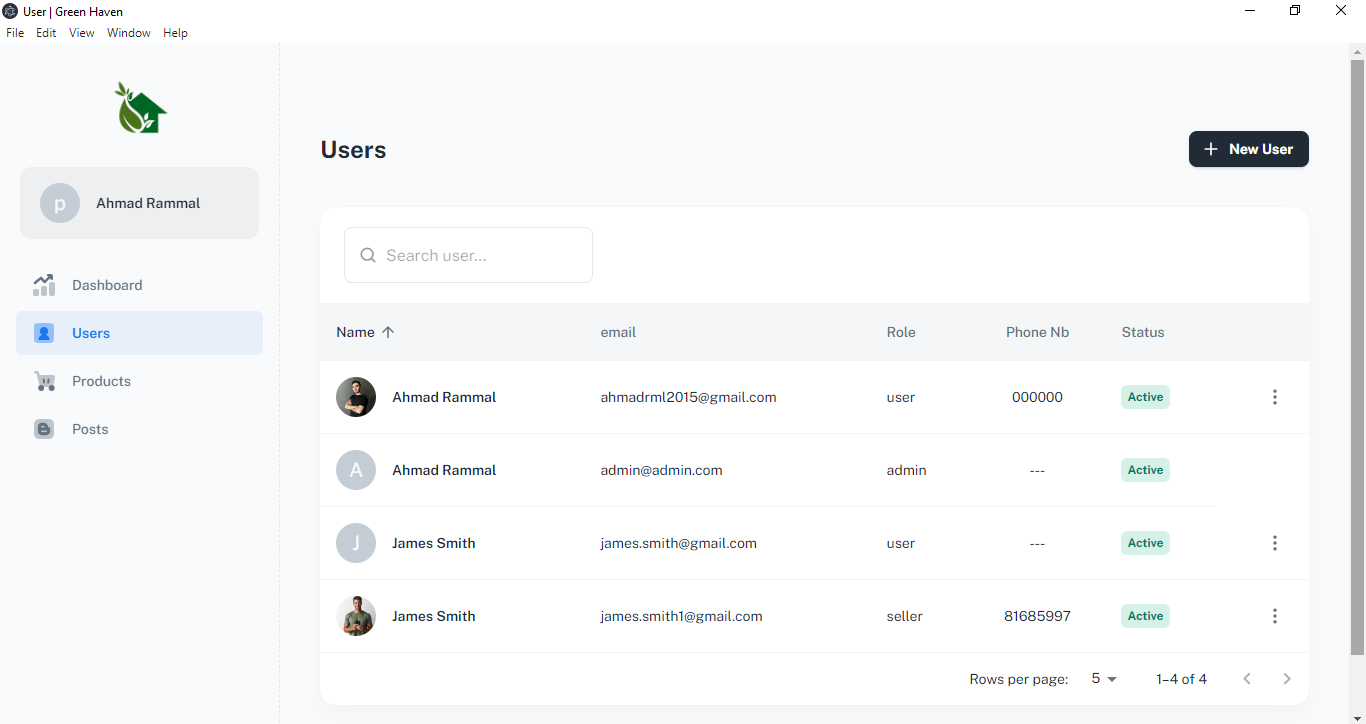 User | Green Haven
File Edit View Window Help
p Ahmad Rammal
Dashboard
Users
Products
Posts
Users
+ New User
Search user...
Name email Role Phone Nb Status
Ahmad Rammal ahmadrml2015@gmail.com user 000000 Active
A Ahmad Rammal admin@admin.com admin --- Active
J James Smith james.smith@gmail.com user --- Active
James Smith james.smith1@gmail.com seller 81685997 Active
Rows per page: 5 1–4 of 4